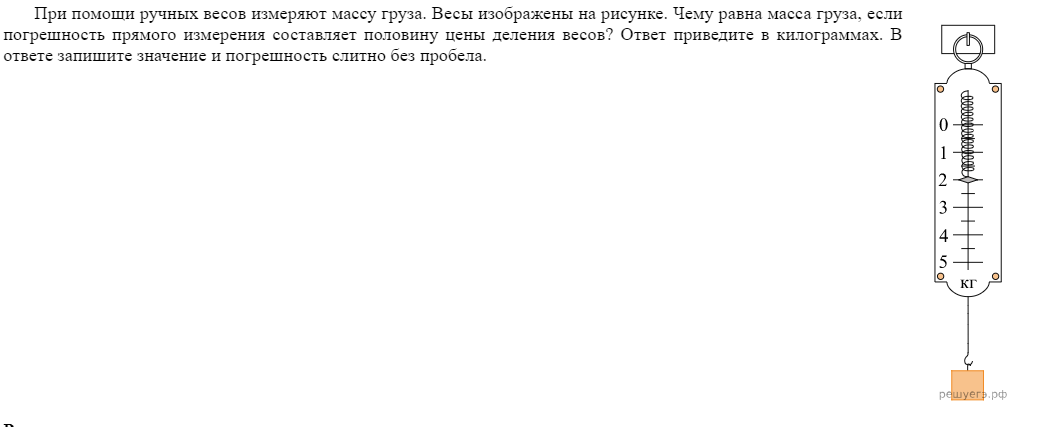 При помощи ручных весов измеряют массу груза. Весы изображены на рисунке. Чему равна масса груза, если
погрешность прямого измерения составляет половину цены деления весов? Ответ приведите в килограммах. В
ответе запишите значение и погрешность слитно без пробела.
0
1
2
3
4
5
кг
решуегэ.рф